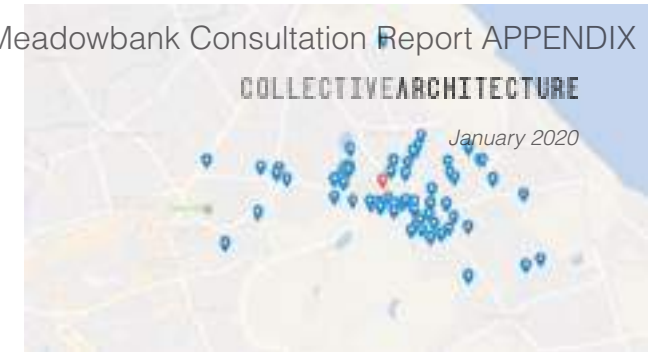 Meadowbank Consultation Report APPENDIX
COLLECTIVEARCHITECTURE
January 2020